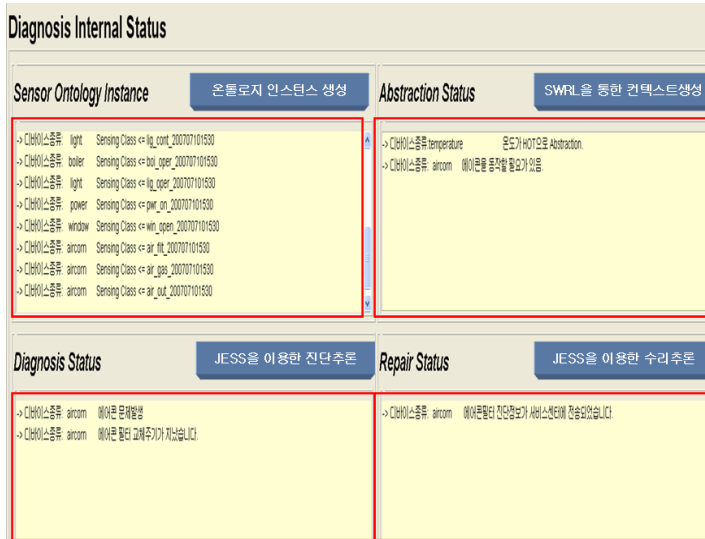 Diagnosis Internal Status
Sensor Ontology Instance
온톨로지 인스턴스 생성
-> 디바이스종류: light Sensing Class <= lig_cont_200707101530
-> 디바이스종류: boiler Sensing Class <= boi_oper_200707101530
-> 디바이스종류: light Sensing Class <= lig_oper_200707101530
-> 디바이스종류: power Sensing Class <= pwr_on_200707101530
-> 디바이스종류: window Sensing Class <= win_open_200707101530
-> 디바이스종류: aircorn Sensing Class <= air_filt_200707101530
-> 디바이스종류: aircorn Sensing Class <= air_gas_200707101530
-> 디바이스종류: aircorn Sensing Class <= air_out_200707101530
Abstraction Status
SWRL을 통한 컨텍스트생성
-> 디바이스종류:temperature 온도가 HOT으로 Abstraction.
-> 디바이스종류: aircorn 에어콘을 동작할 필요가 있음.
Diagnosis Status
JESS을 이용한 진단추론
-> 디바이스종류: aircorn 에어콘 문제발생
-> 디바이스종류: aircorn 에어콘 필터 교체주기가 지났습니다.
Repair Status
JESS을 이용한 수리추론
-> 디바이스종류: aircorn 에어콘필터 진단정보가 서비스센터에 전송되었습니다.